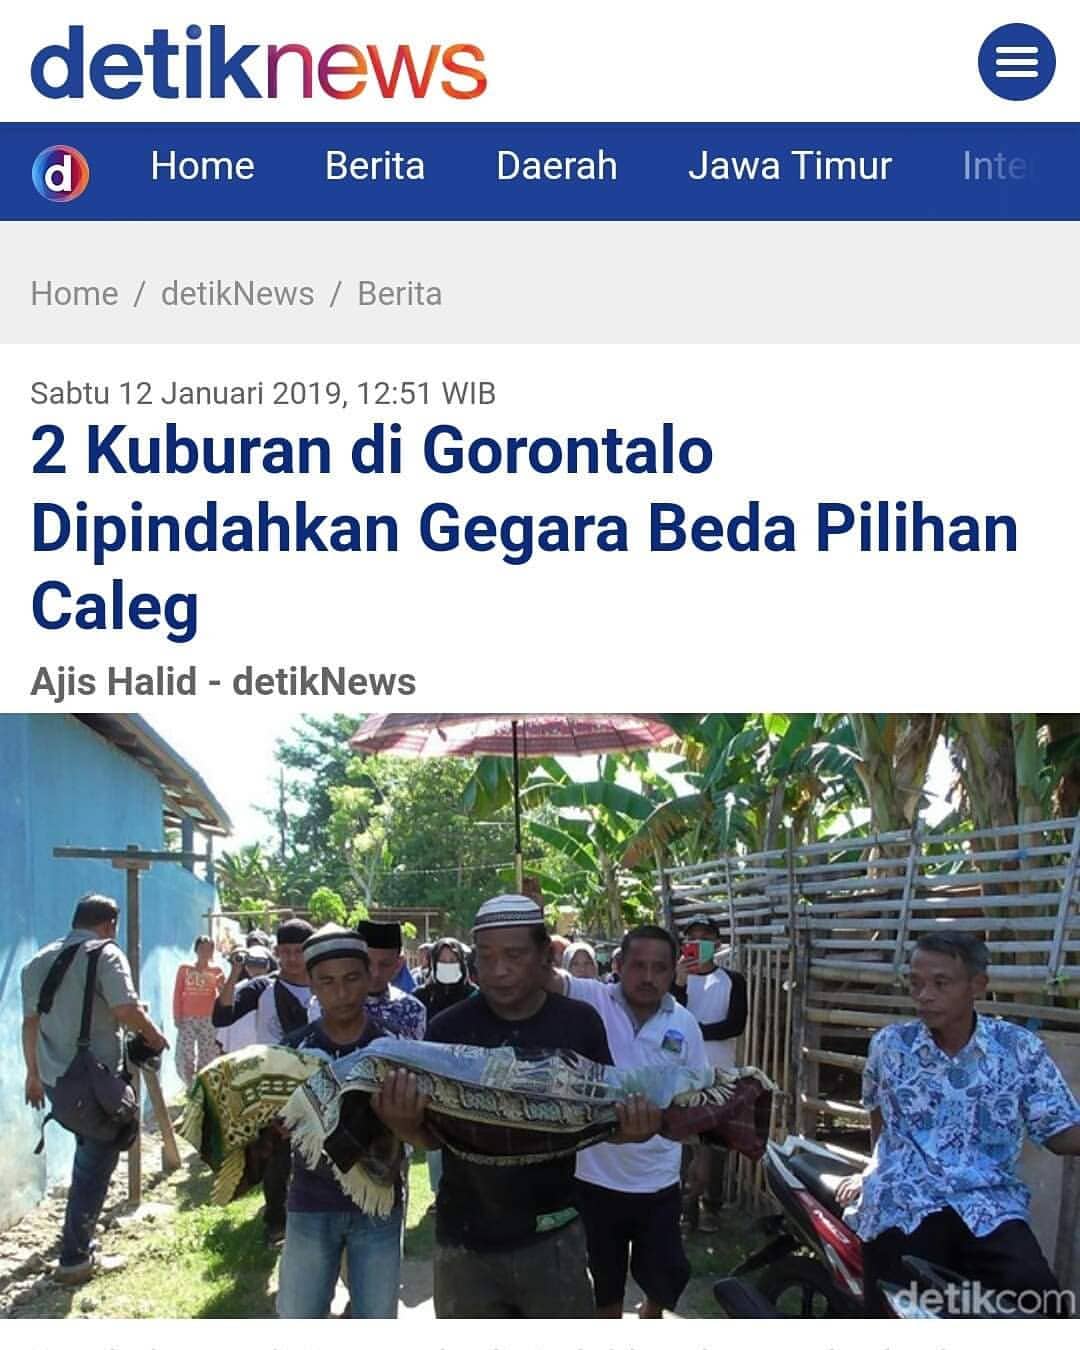 detiknews
d Home Berita Daerah Jawa Timur Inte
Home / detikNews / Berita
Sabtu 12 Januari 2019, 12:51 WIB
2 Kuburan di Gorontalo
Dipindahkan Gegara Beda Pilihan
Caleg
Ajis Halid - detikNews
detikcom